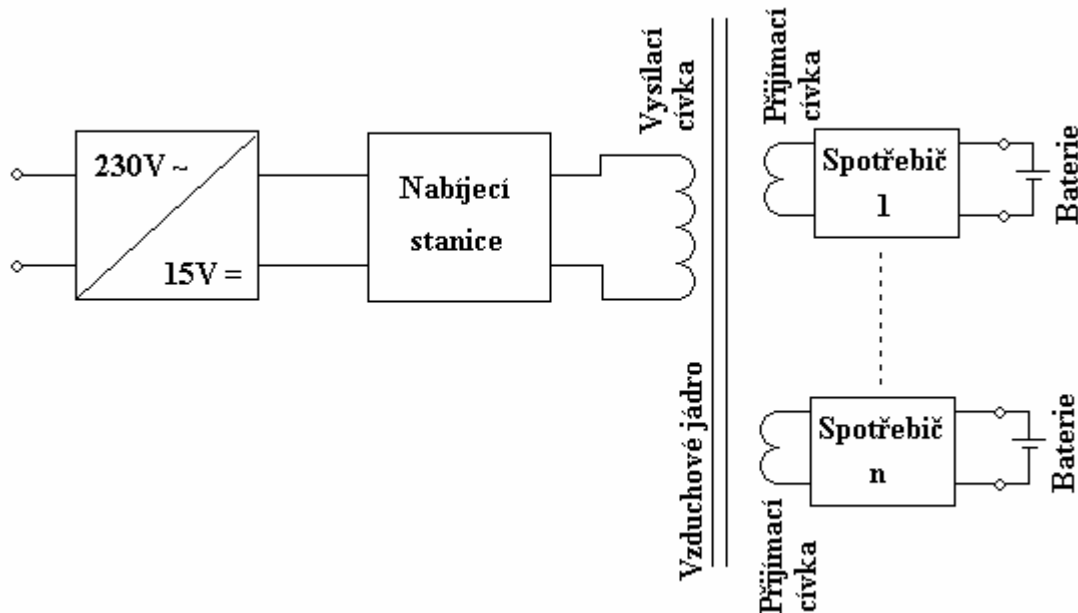 230V ~
15V =
Nabíjecí
stanice
Vysílací
cívka
Vzduchové jádro
Přijímací
cívka
Spotřebič
1
Baterie
Spotřebič
n
Baterie
Přijímací
cívka